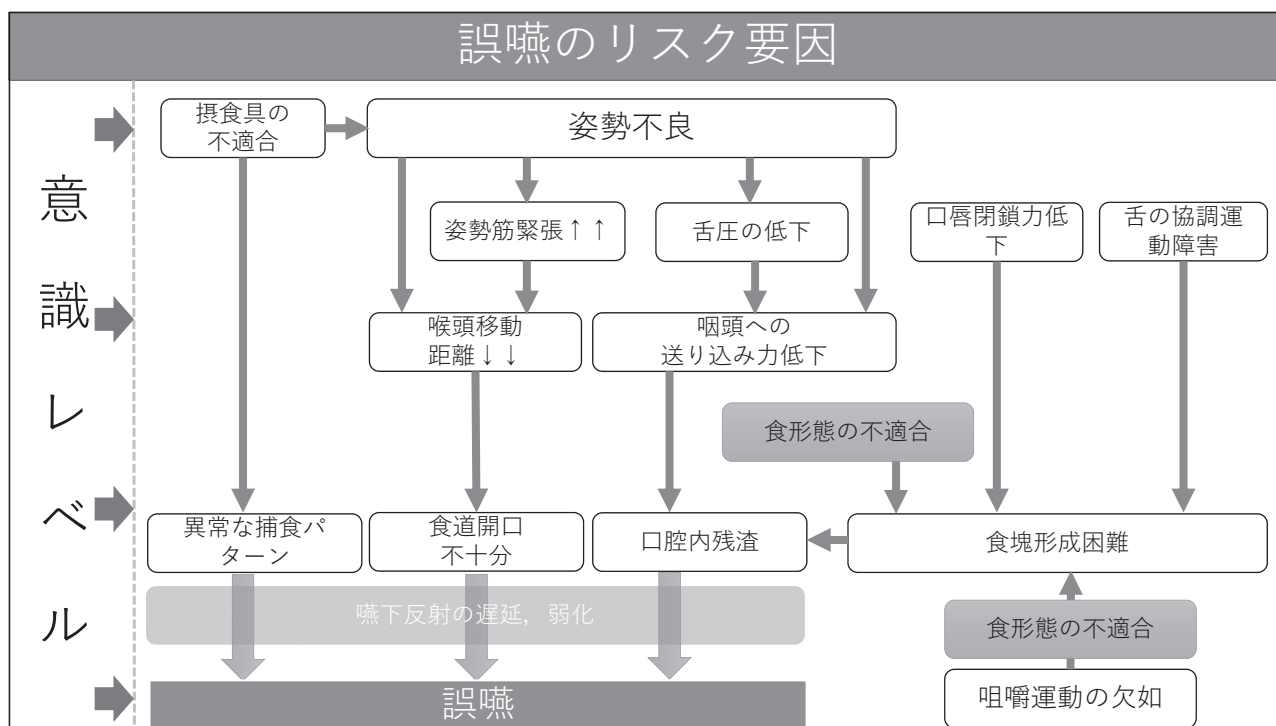 誤嚥のリスク要因
意識レベル
摂食具の
不適合
姿勢不良
姿勢筋緊張↑↑
舌圧の低下
口唇閉鎖力低
下
舌の協調運
動障害
喉頭移動
距離↓↓
咽頭への
送り込み力低下
食形態の不適合
異常な捕食パ
ターン
食道開口
不十分
口腔内残渣
食塊形成困難
嚥下反射の遅延，弱化
食形態の不適合
誤嚥
咀嚼運動の欠如